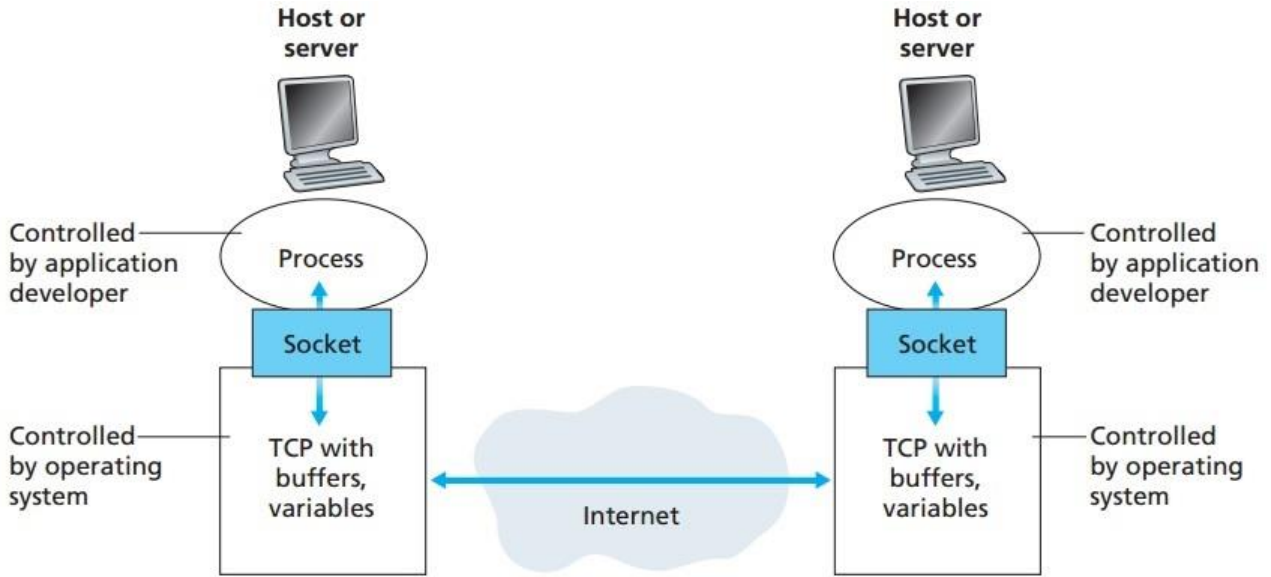 Host or
server
Host or
server
Controlled
by application
developer
Process
Process
Controlled
by application
developer
Socket
Socket
Controlled
by operating
system
TCP with
buffers,
variables
Internet
TCP with
buffers,
variables
Controlled
by operating
system